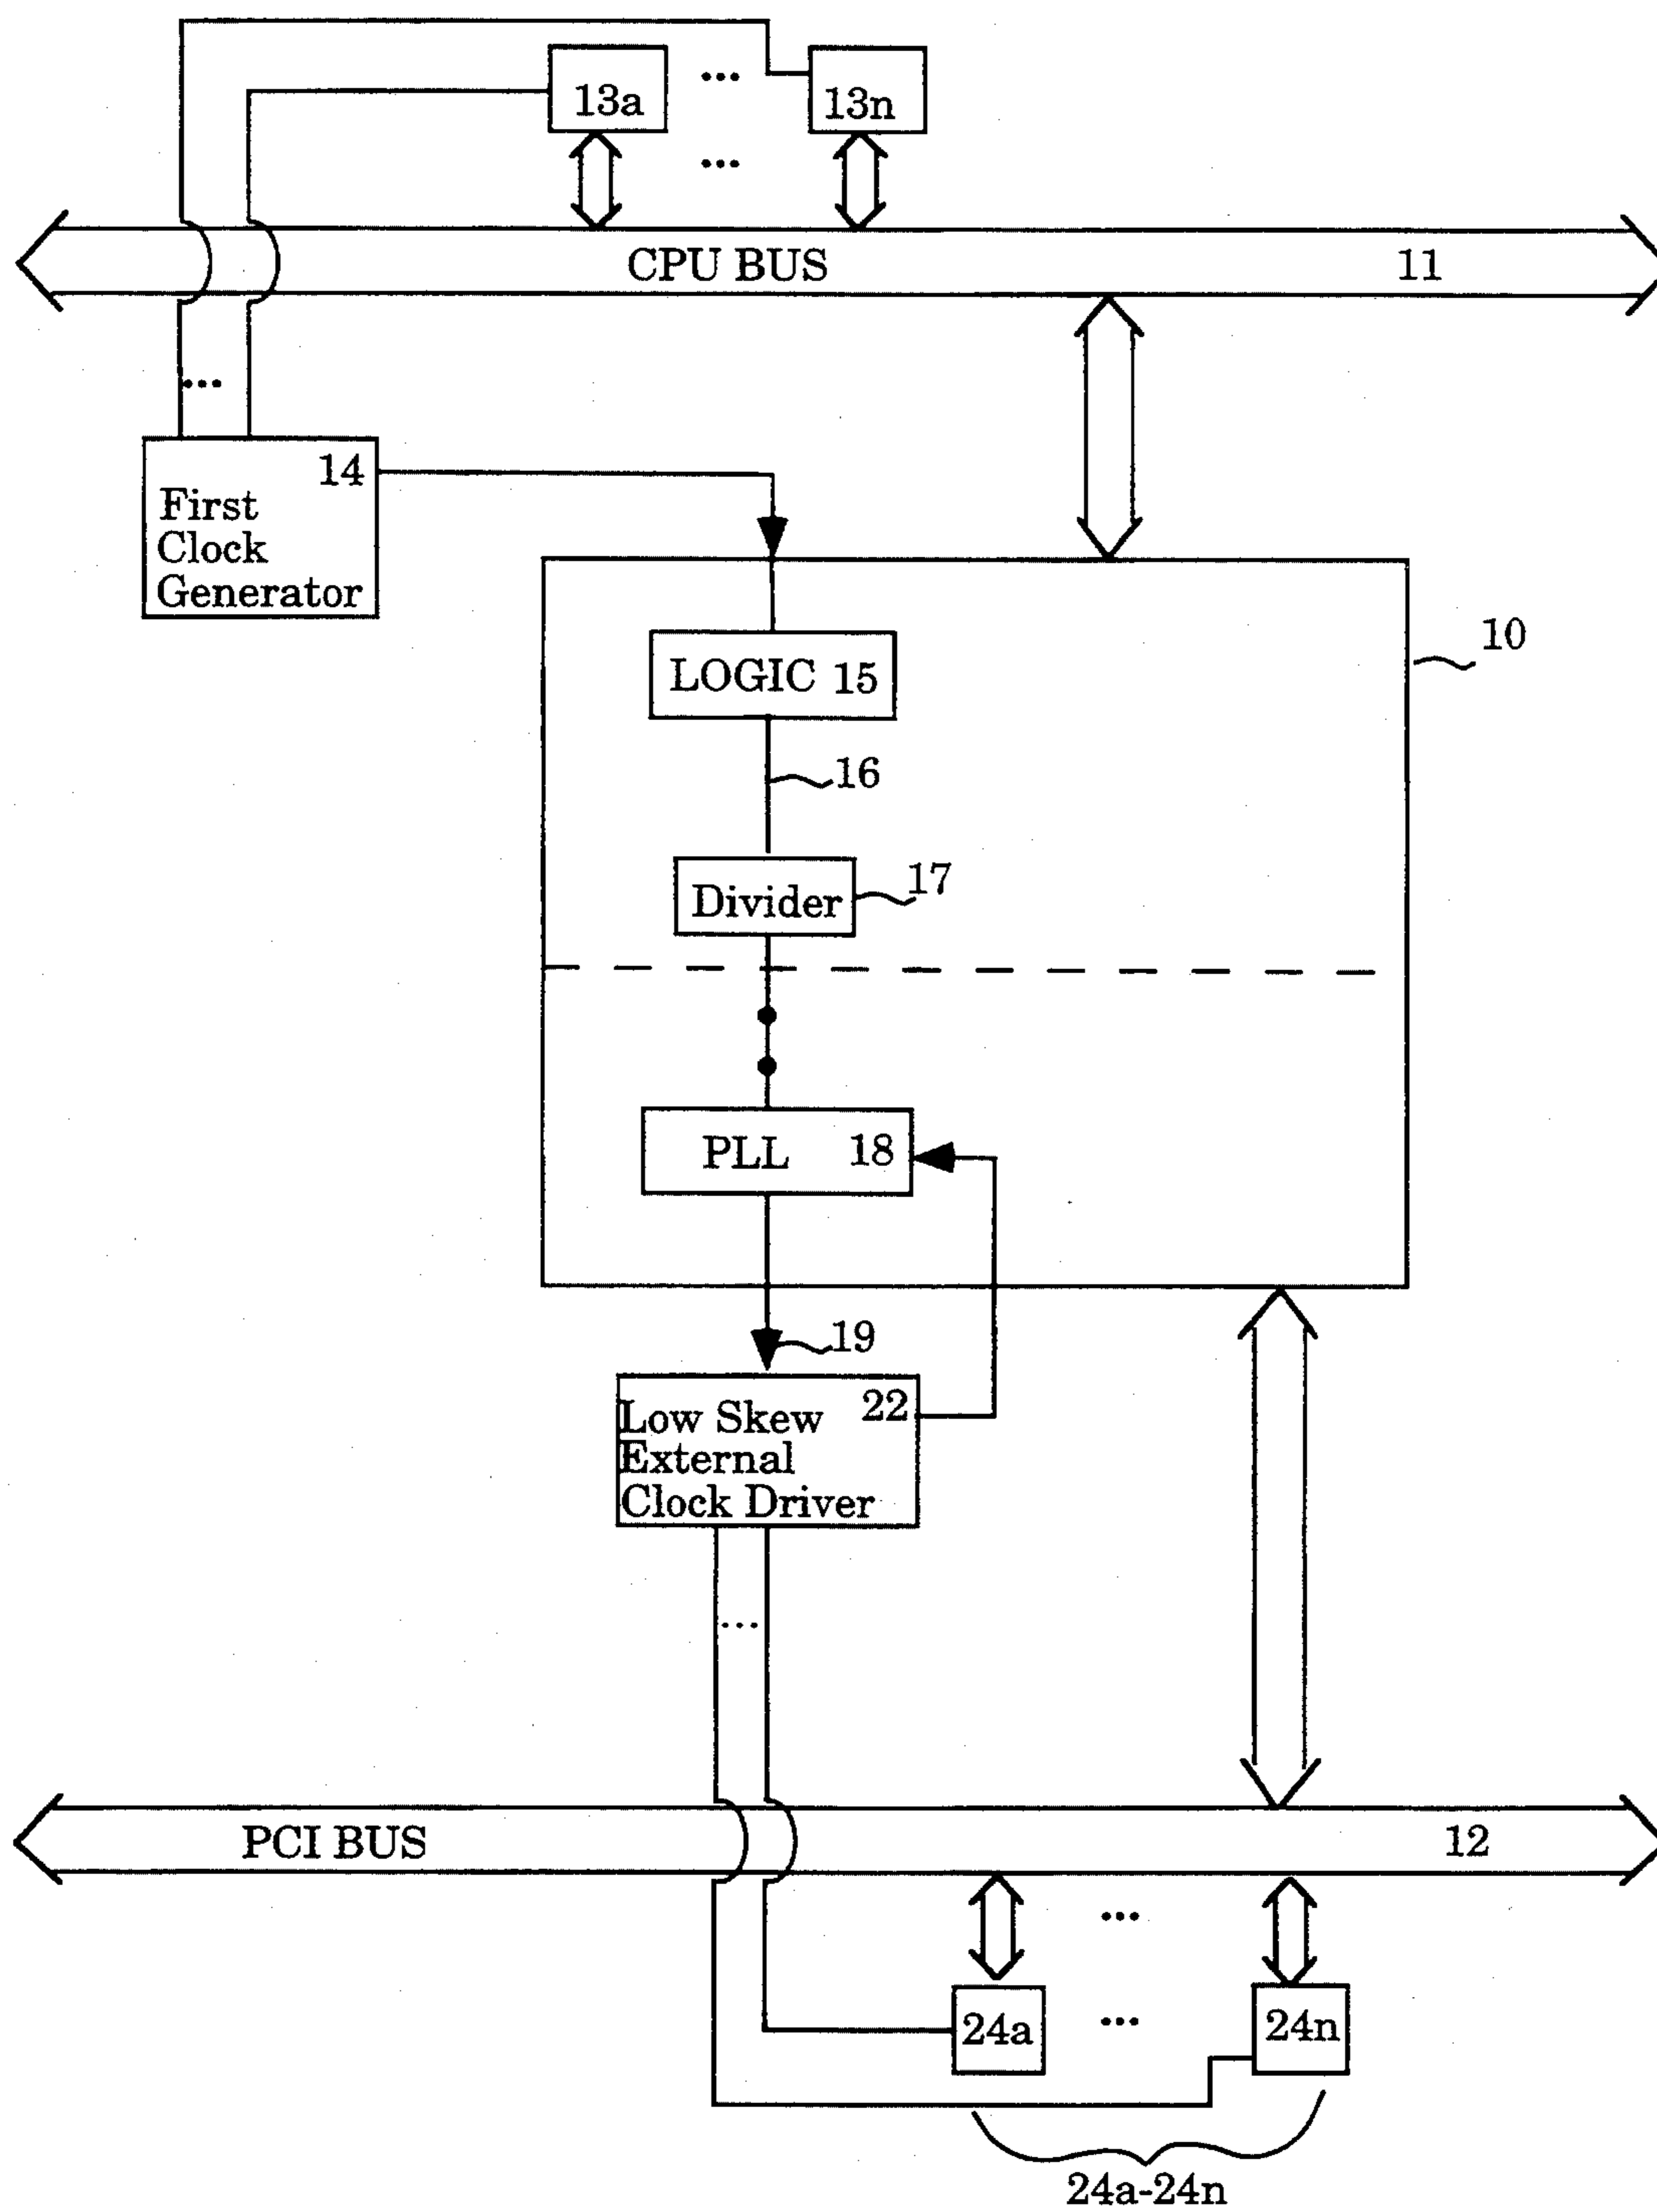 13a ... 13n
...
CPU BUS 11
...
14
First
Clock
Generator
10
LOGIC 15
16
Divider 17
PLL 18
19
22
Low Skew
External
Clock Driver
...
PCI BUS 12
...
24a ... 24n
24a-24n